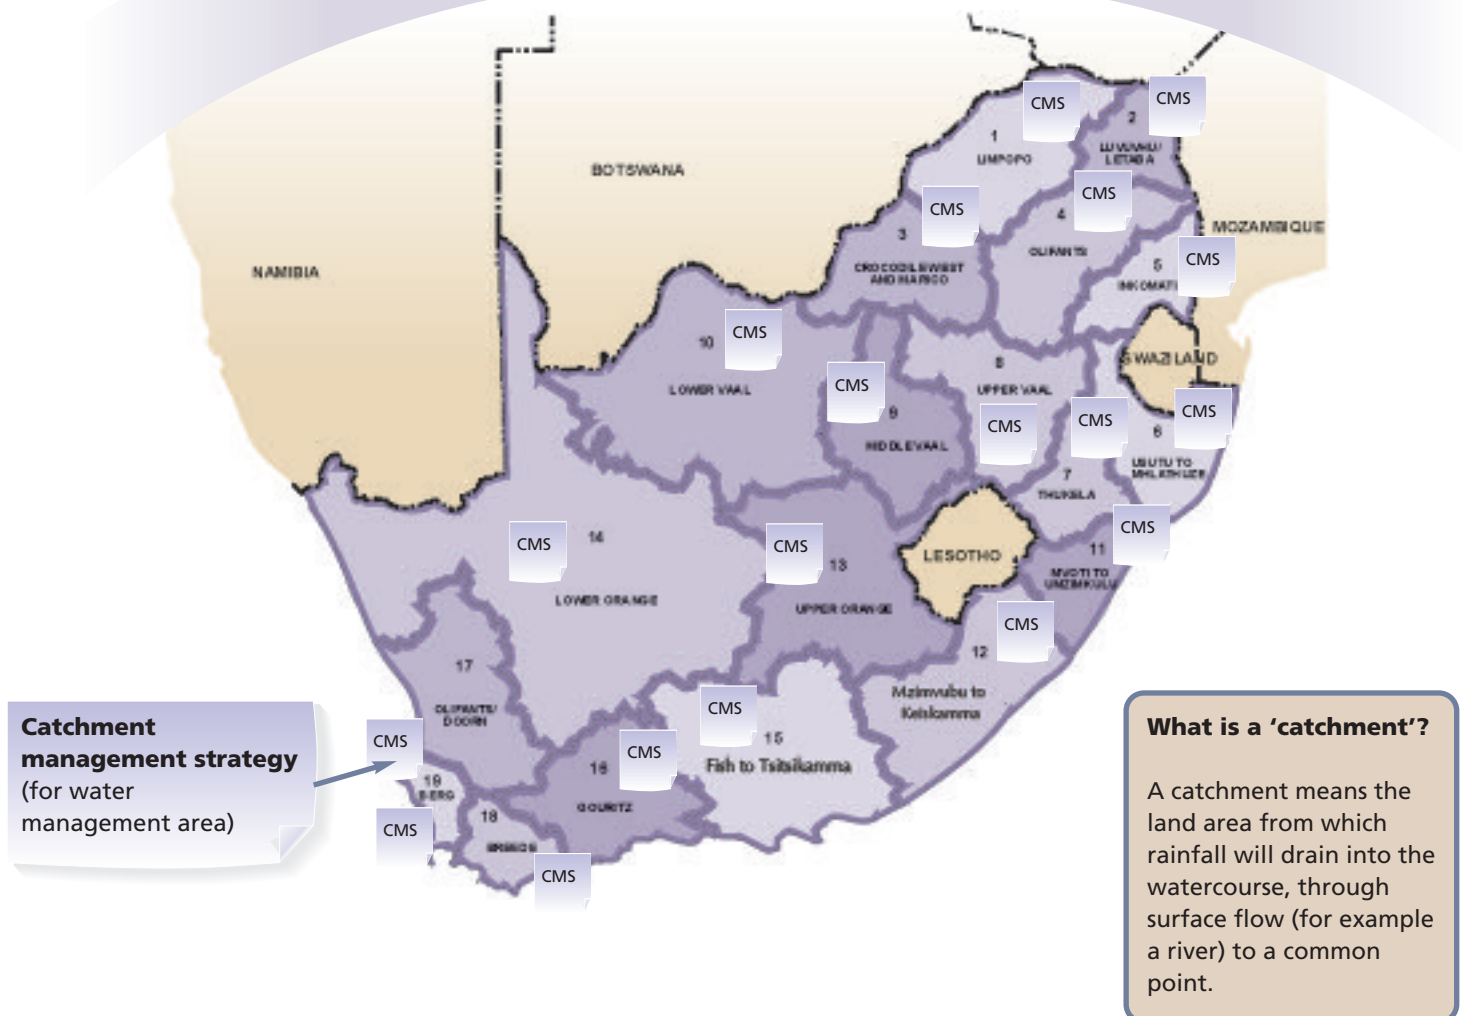 CMS
CMS
2
1
LUVUVHU/
LETABA
LIMPOPO
BOTSWANA
CMS
CMS
4
3
MOZAMBIQUE
OLIFANTS
CMS
5
NAMIBIA
CROCODILE WEST
AND MARICO
INKOMATI
CMS
10
SWAZILAND
8
CMS
LOWER VAAL
UPPER VAAL
9
CMS
CMS
CMS
6
MIDDLE VAAL
USUTU TO
MHLATHUZE
7
THUKELA
CMS
14
CMS
CMS
11
LESOTHO
13
MVOTI TO
UMZIMKULU
LOWER ORANGE
UPPER ORANGE
CMS
12
17
Mzimvubu to
Keiskamma
OLIFANTS/
DOORN
CMS
15
Fish to Tsitsikamma
CMS
CMS
16
GOURITZ
19
BERG
18
BREEDE
CMS
CMS
Catchment
management strategy
(for water
management area)
What is a ‘catchment’?
A catchment means the
land area from which
rainfall will drain into the
watercourse, through
surface flow (for example
a river) to a common
point.